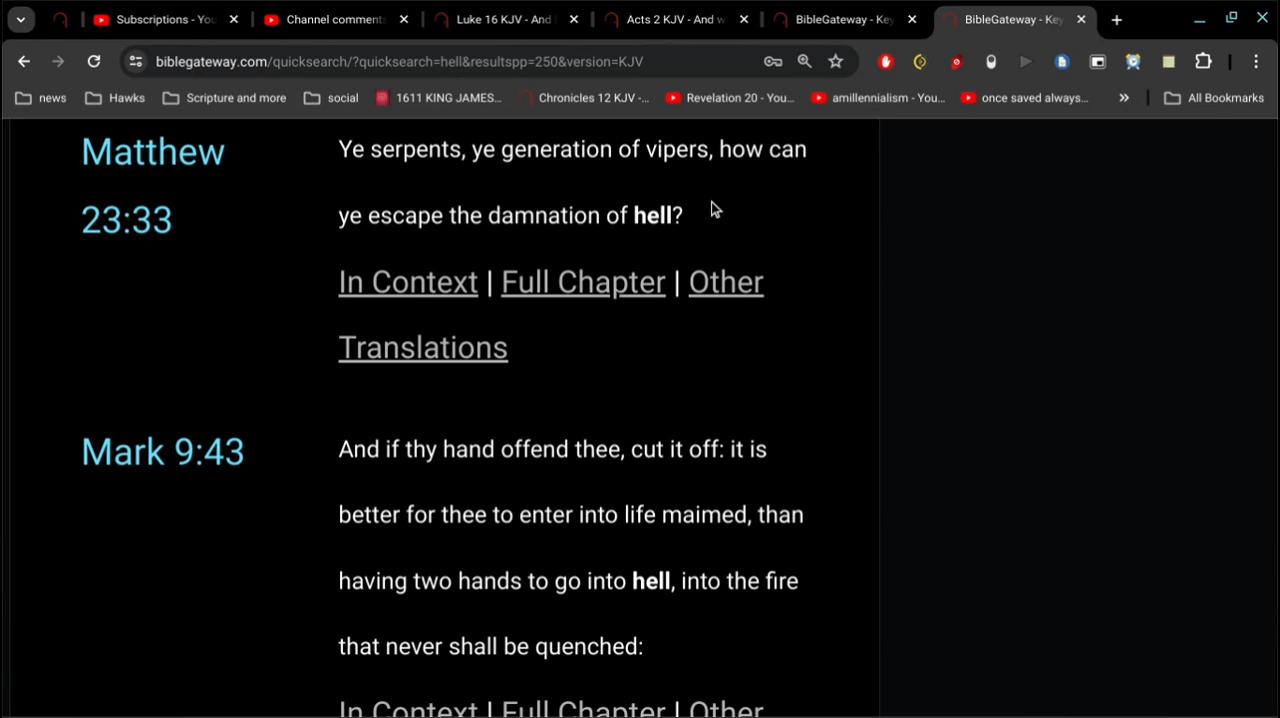 Subscriptions - You
Channel comment
Luke 16 KJV - And
Acts 2 KJV - And w
BibleGateway - Key
BibleGateway - Key
biblegateway.com/quicksearch/?quicksearch=hell&resultspp=250&version=KJV
news
Hawks
Scripture and more
social
1611 KING JAMES...
Chronicles 12 KJV -...
Revelation 20 - You...
amillennialism - You...
once saved always...
All Bookmarks
Matthew
23:33
Ye serpents, ye generation of vipers, how can
ye escape the damnation of hell?
In Context | Full Chapter | Other
Translations
Mark 9:43
And if thy hand offend thee, cut it off: it is
better for thee to enter into life maimed, than
having two hands to go into hell, into the fire
that never shall be quenched:
In Context | Full Chapter | Other